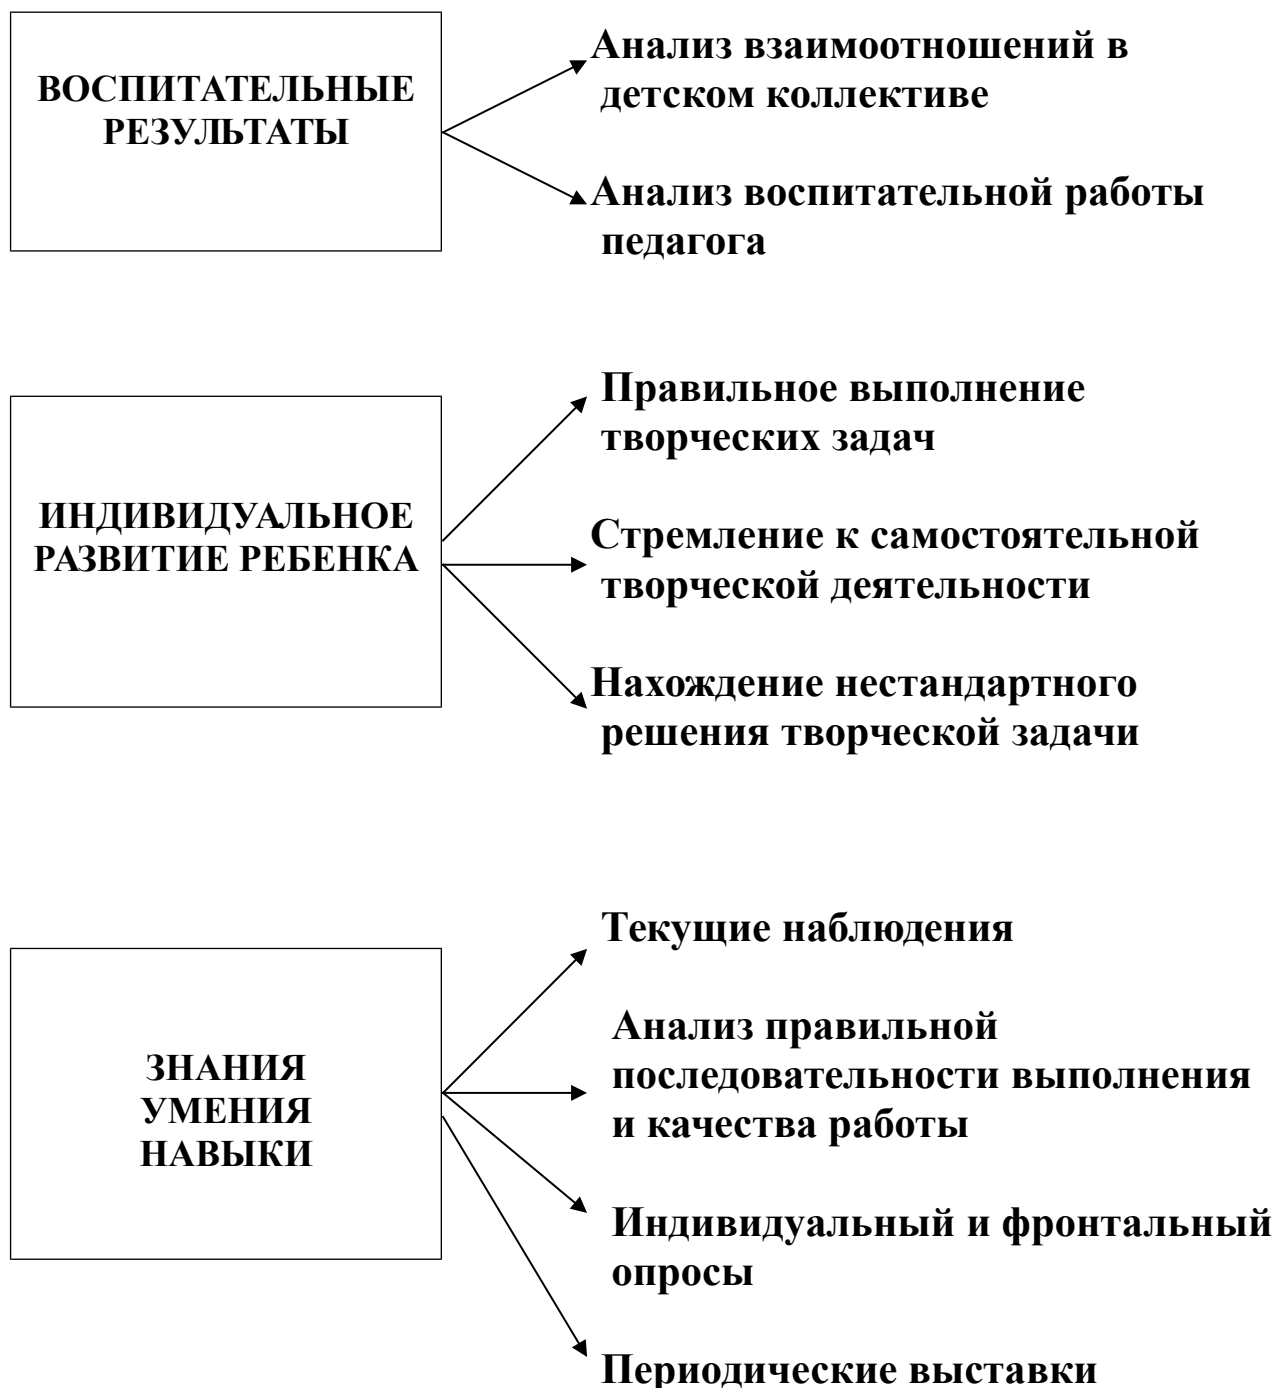 ВОСПИТАТЕЛЬНЫЕ
РЕЗУЛЬТАТЫ
Анализ взаимоотношений в
детском коллективе
Анализ воспитательной работы
педагога
ИНДИВИДУАЛЬНОЕ
РАЗВИТИЕ РЕБЕНКА
Правильное выполнение
творческих задач
Стремление к самостоятельной
творческой деятельности
Нахождение нестандартного
решения творческой задачи
ЗНАНИЯ
УМЕНИЯ
НАВЫКИ
Текущие наблюдения
Анализ правильной
последовательности выполнения
и качества работы
Индивидуальный и фронтальный
опросы
Периодические выставки